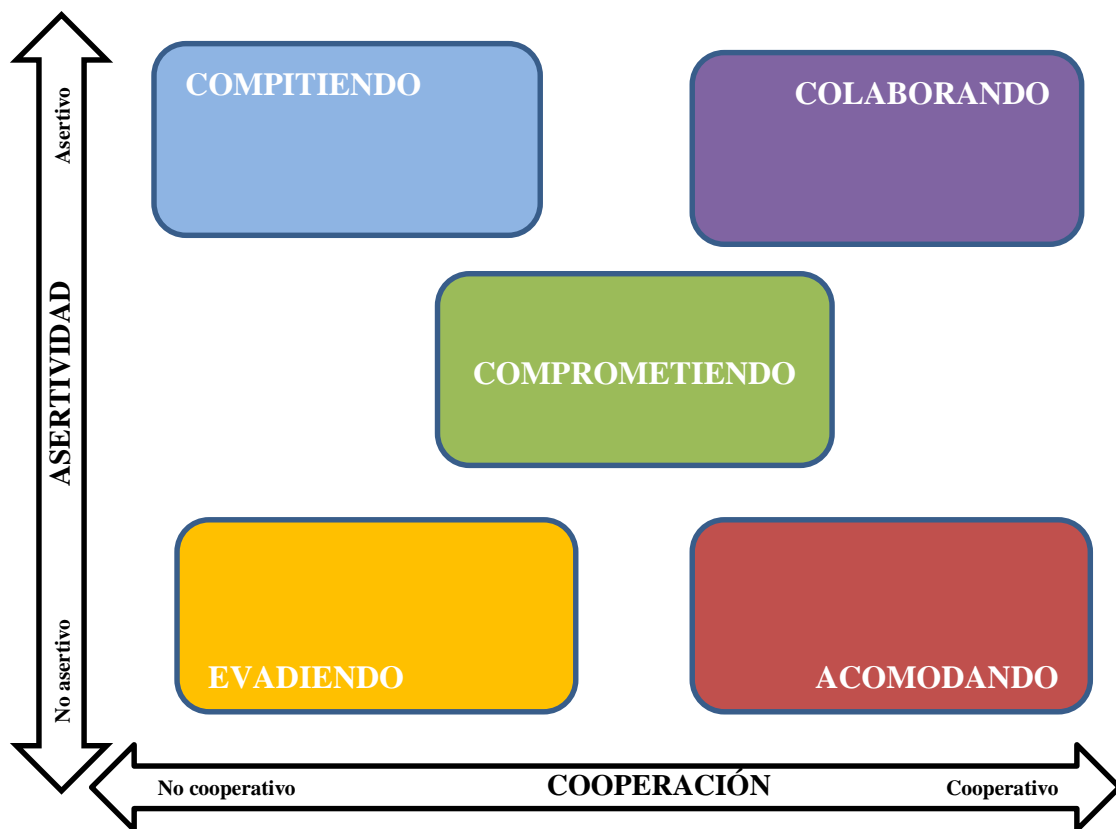 Asertivo
ASERTIVIDAD
No asertivo
COMPITIENDO
COLABORANDO
COMPROMETIENDO
EVADIENDO
ACOMODANDO
No cooperativo
COOPERACIÓN
Cooperativo